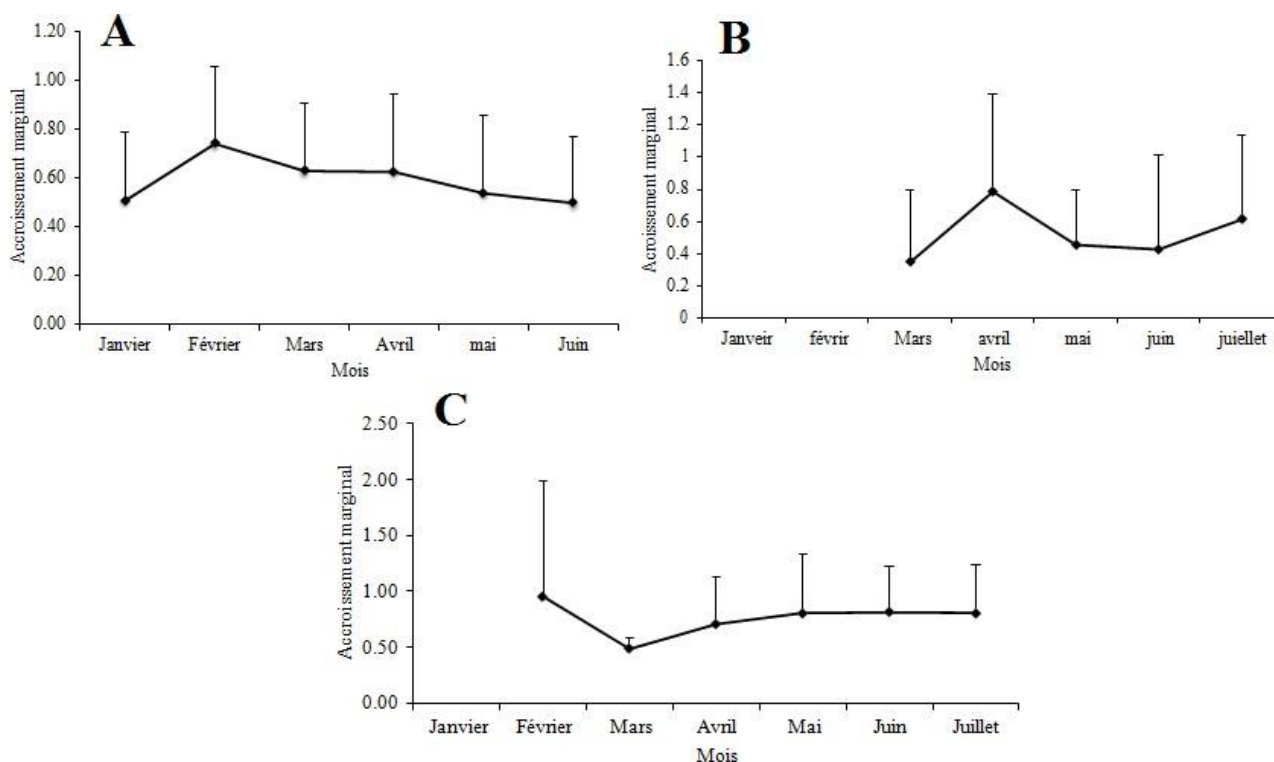 A
Accroissement marginal
1.20
1.00
0.80
0.60
0.40
0.20
0.00
Janvier Février Mars Avril mai Juin
Mois
B
Acroissement marginal
1.6
1.4
1.2
1
0.8
0.6
0.4
0.2
0
Janveir févrir Mars avril mai juin juiellet
Mois
C
Accroissement marginal
2.50
2.00
1.50
1.00
0.50
0.00
Janvier Février Mars Avril Mai Juin Juillet
Mois